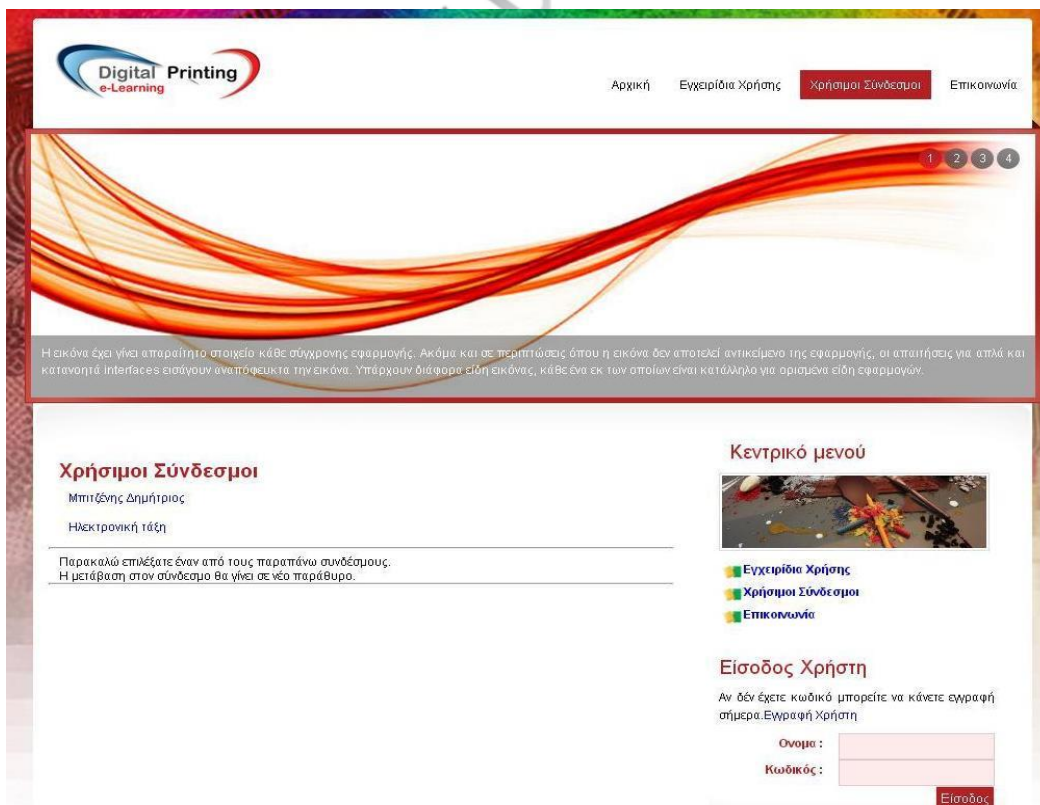 Digital Printing
e-Learning
Αρχική Εγχειρίδια Χρήσης Χρήσιμοι Σύνδεσμοι Επικοινωνία
1 2 3 4
Η εικόνα έχει γίνει απαραίτητο στοιχείο κάθε σύγχρονης εφαρμογής. Ακόμα και σε περιπτώσεις όπου η εικόνα δεν αποτελεί αντικείμενο της εφαρμογής, οι απαιτήσεις για απλά και
κατανοητά interfaces εισάγουν αναπόφευκτα την εικόνα. Υπάρχουν διάφορα είδη εικόνας, κάθε ένα εκ των οποίων είναι κατάλληλο για ορισμένα είδη εφαρμογών.
Χρήσιμοι Σύνδεσμοι
Μπιτζένης Δημήτριος
Ηλεκτρονική τάξη
Παρακαλώ επιλέξατε έναν από τους παραπάνω συνδέσμους.
Η μετάβαση στον σύνδεσμο θα γίνει σε νέο παράθυρο.
Κεντρικό μενού
Εγχειρίδια Χρήσης
Χρήσιμοι Σύνδεσμοι
Επικοινωνία
Είσοδος Χρήστη
Αν δέν έχετε κωδικό μπορείτε να κάνετε εγγραφή
σήμερα.Εγγραφή Χρήστη
Ονομα :
Κωδικός :
Είσοδος